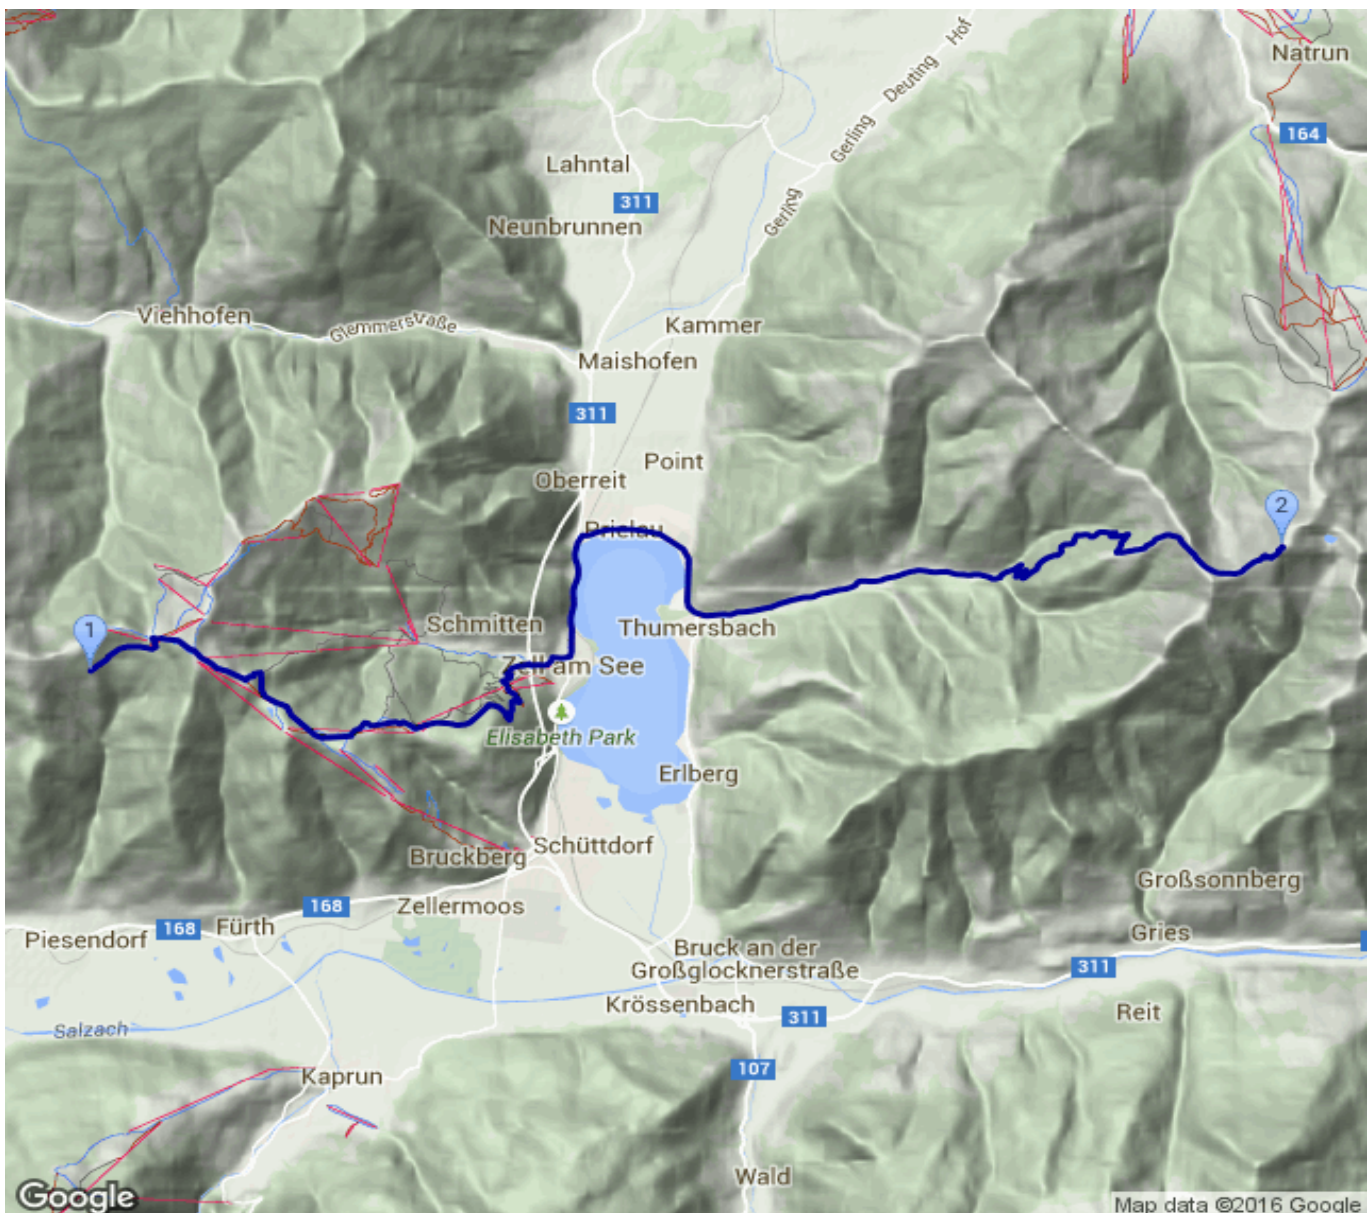 Natrun
164
Hof
Deuting
Gerling
Gerling
Lahntal
311
Neunbrunnen
Viehhofen
Glemmerstraße
Kammer
Maishofen
311
Point
Oberreit
2
Prielau
1
Schmitten
Thumersbach
Zell am See
Elisabeth Park
Erlberg
Schüttdorf
Bruckberg
Großsonnberg
168
Zellermoos
168
Fürth
Piesendorf
Gries
Bruck an der
Großglocknerstraße
311
Krössenbach
311
Reit
Salzach
107
Kaprun
Wald
Google
Map data ©2016 Google